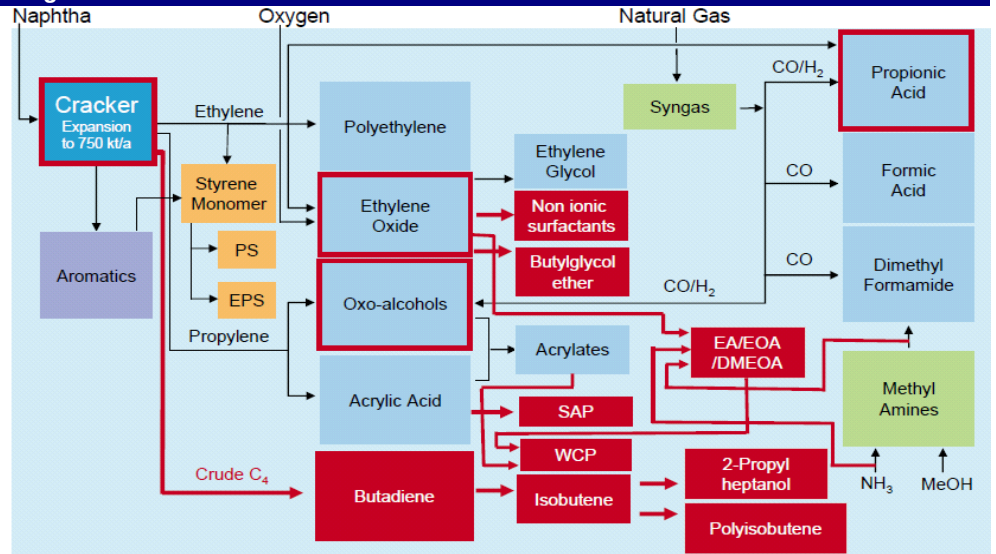 Naphtha
Oxygen
Natural Gas
Cracker
Expansion
to 750 kt/a
Ethylene
Polyethylene
Syngas
CO/H2
Propionic
Acid
Styrene
Monomer
Ethylene
Oxide
Ethylene
Glycol
Non ionic
surfactants
Butylglycol
ether
CO
Formic
Acid
Aromatics
PS
EPS
Propylene
Oxo-alcohols
CO/H2
CO
Dimethyl
Formamide
Acrylic Acid
Acrylates
EA/EOA
/DMEOA
Methyl
Amines
SAP
WCP
NH3
MeOH
Crude C4
Butadiene
Isobutene
2-Propyl
heptanol
Polyisobutene